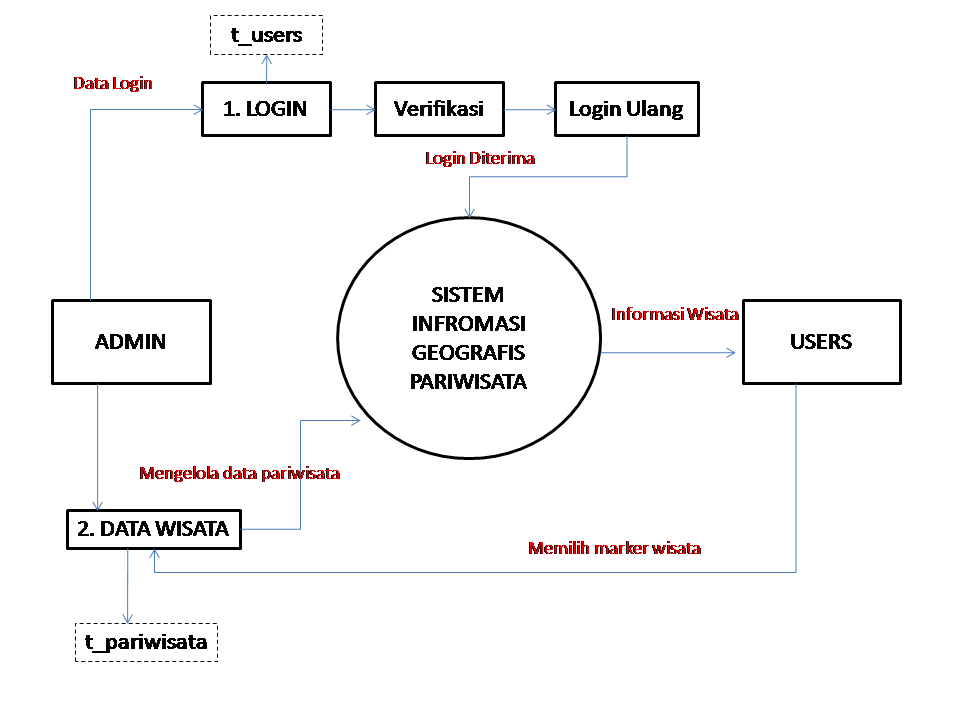 t_users
Data Login
1. LOGIN
Verifikasi
Login Ulang
Login Diterima
SISTEM
INFROMASI
GEOGRAFIS
PARIWISATA
Informasi Wisata
ADMIN
USERS
Mengelola data pariwisata
2. DATA WISATA
Memilih marker wisata
t_pariwisata